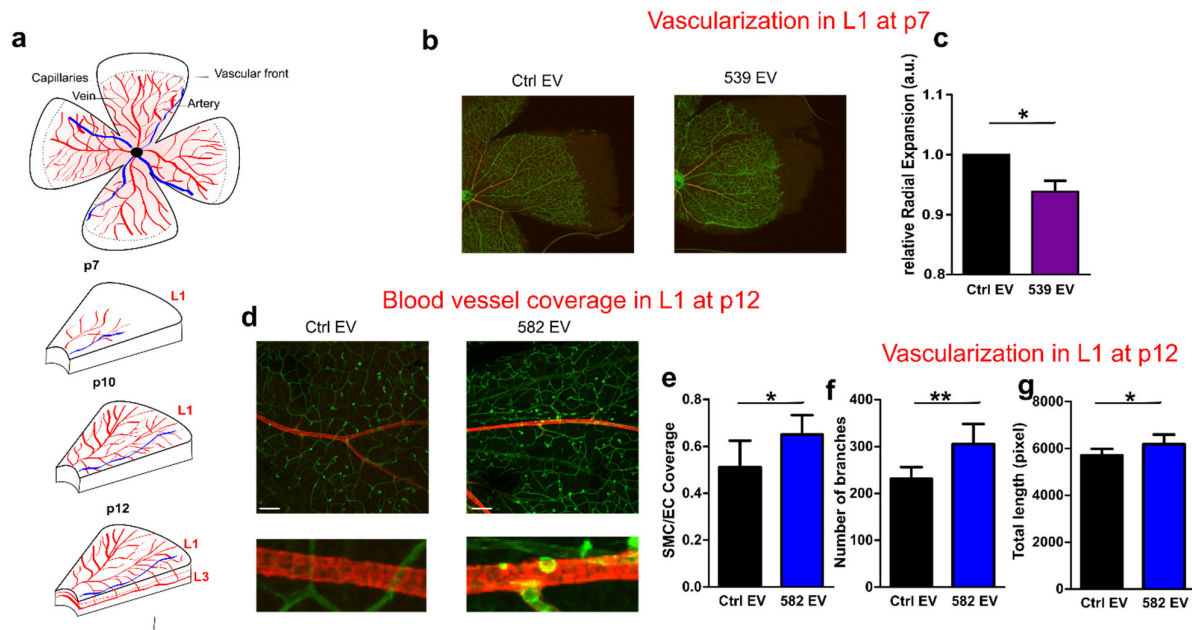 Vascularization in L1 at p7
a
Capillaries
Vein
Vascular front
Artery
p7
L1
p10
L1
p12
L1
L3
b
Ctrl EV
539 EV
c
relative Radial Expansion (a.u.)
1.1
1.0
0.9
0.8
*
Ctrl EV 539 EV
Blood vessel coverage in L1 at p12
d
Ctrl EV
582 EV
Vascularization in L1 at p12
e
SMC/EC Coverage
0.8
0.6
0.4
0.2
0.0
*
Ctrl EV 582 EV
f
Number of branches
400
300
200
100
0
**
Ctrl EV 582 EV
g
Total length (pixel)
8000
6000
4000
2000
0
*
Ctrl EV 582 EV